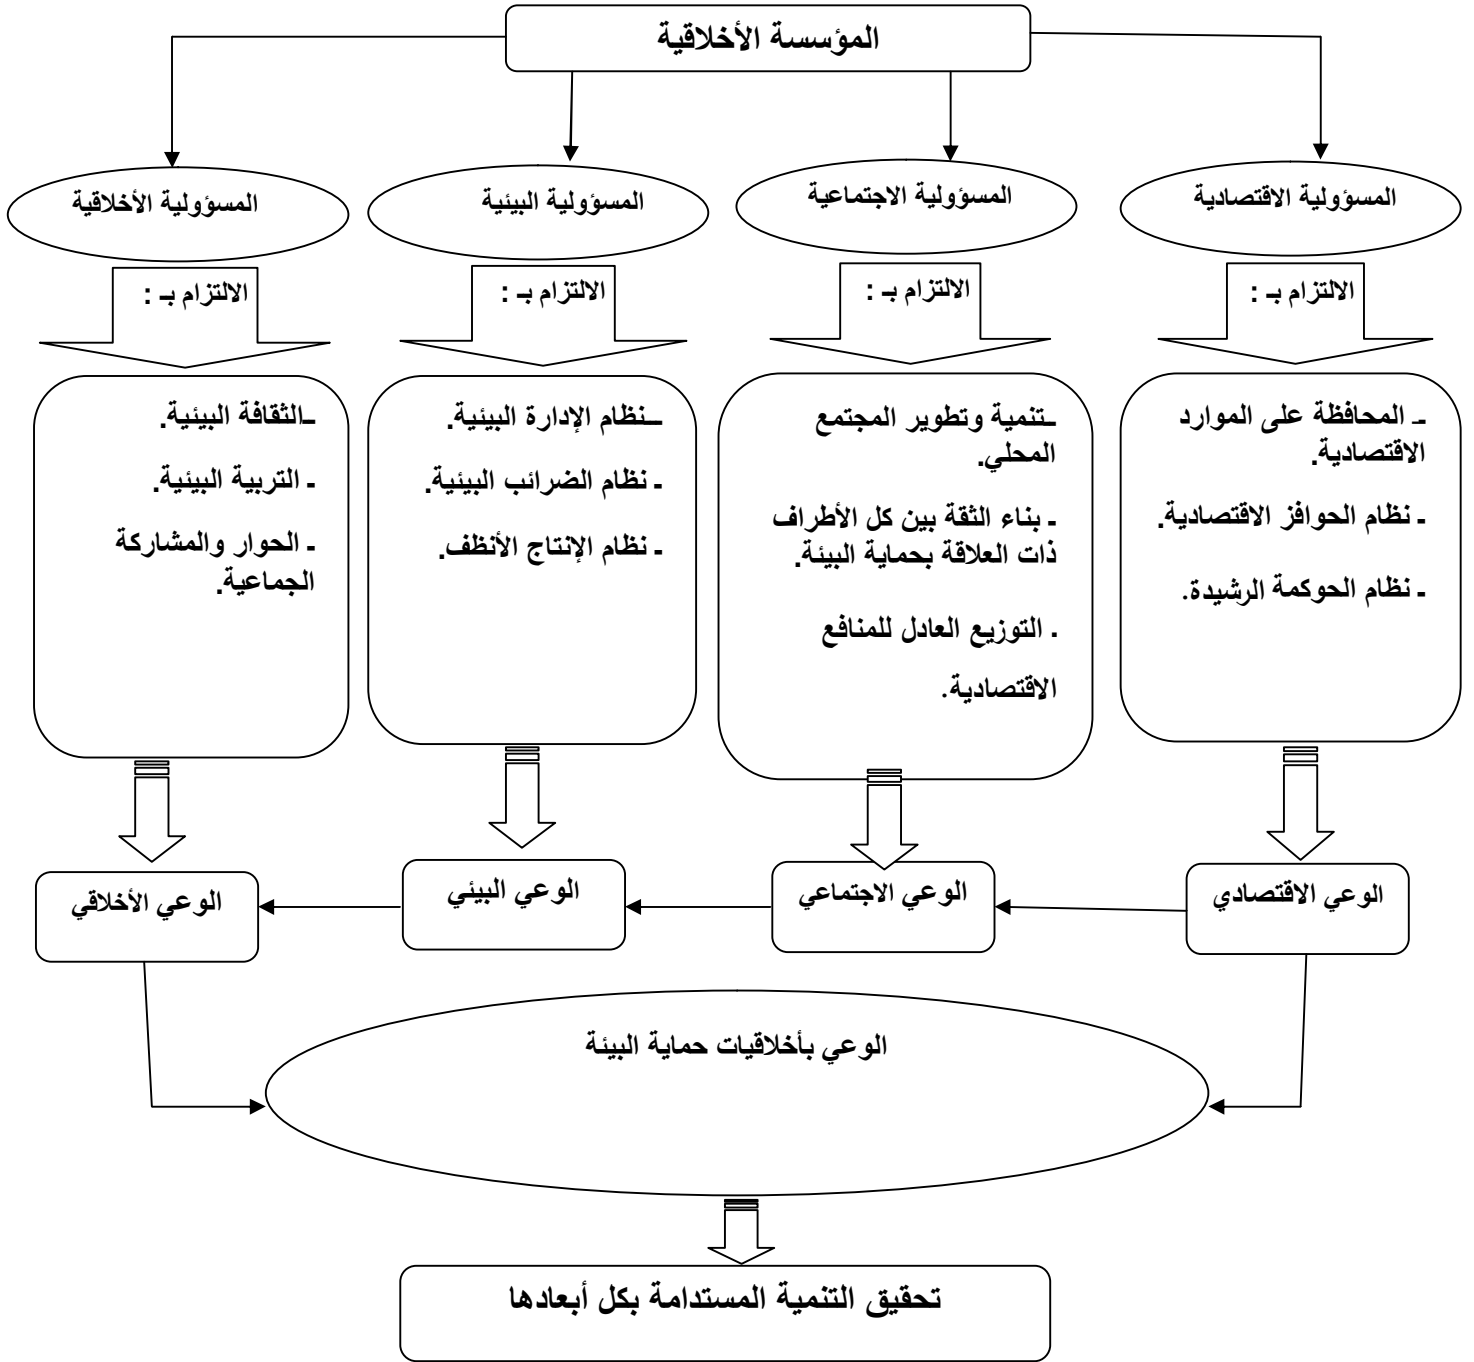 المؤسسة الأخلاقية
المسؤولية الاقتصادية
المسؤولية الاجتماعية
المسؤولية البيئية
المسؤولية الأخلاقية
الالتزام بـ :
الالتزام بـ :
الالتزام بـ :
الالتزام بـ :
ـ المحافظة على الموارد
الاقتصادية.
ـ نظام الحوافز الاقتصادية.
ـ نظام الحوكمة الرشيدة.
ـتنمية وتطوير المجتمع
المحلي.
ـ بناء الثقة بين كل الأطراف
ذات العلاقة بحماية البيئة.
. التوزيع العادل للمنافع
الاقتصادية.
ــنظام الإدارة البيئية.
ـ نظام الضرائب البيئية.
ـ نظام الإنتاج الأنظف.
ــالثقافة البيئية.
ـ التربية البيئية.
ـ الحوار والمشاركة
الجماعية.
الوعي الاقتصادي
الوعي الاجتماعي
الوعي البيئي
الوعي الأخلاقي
الوعي بأخلاقيات حماية البيئة
تحقيق التنمية المستدامة بكل أبعادها